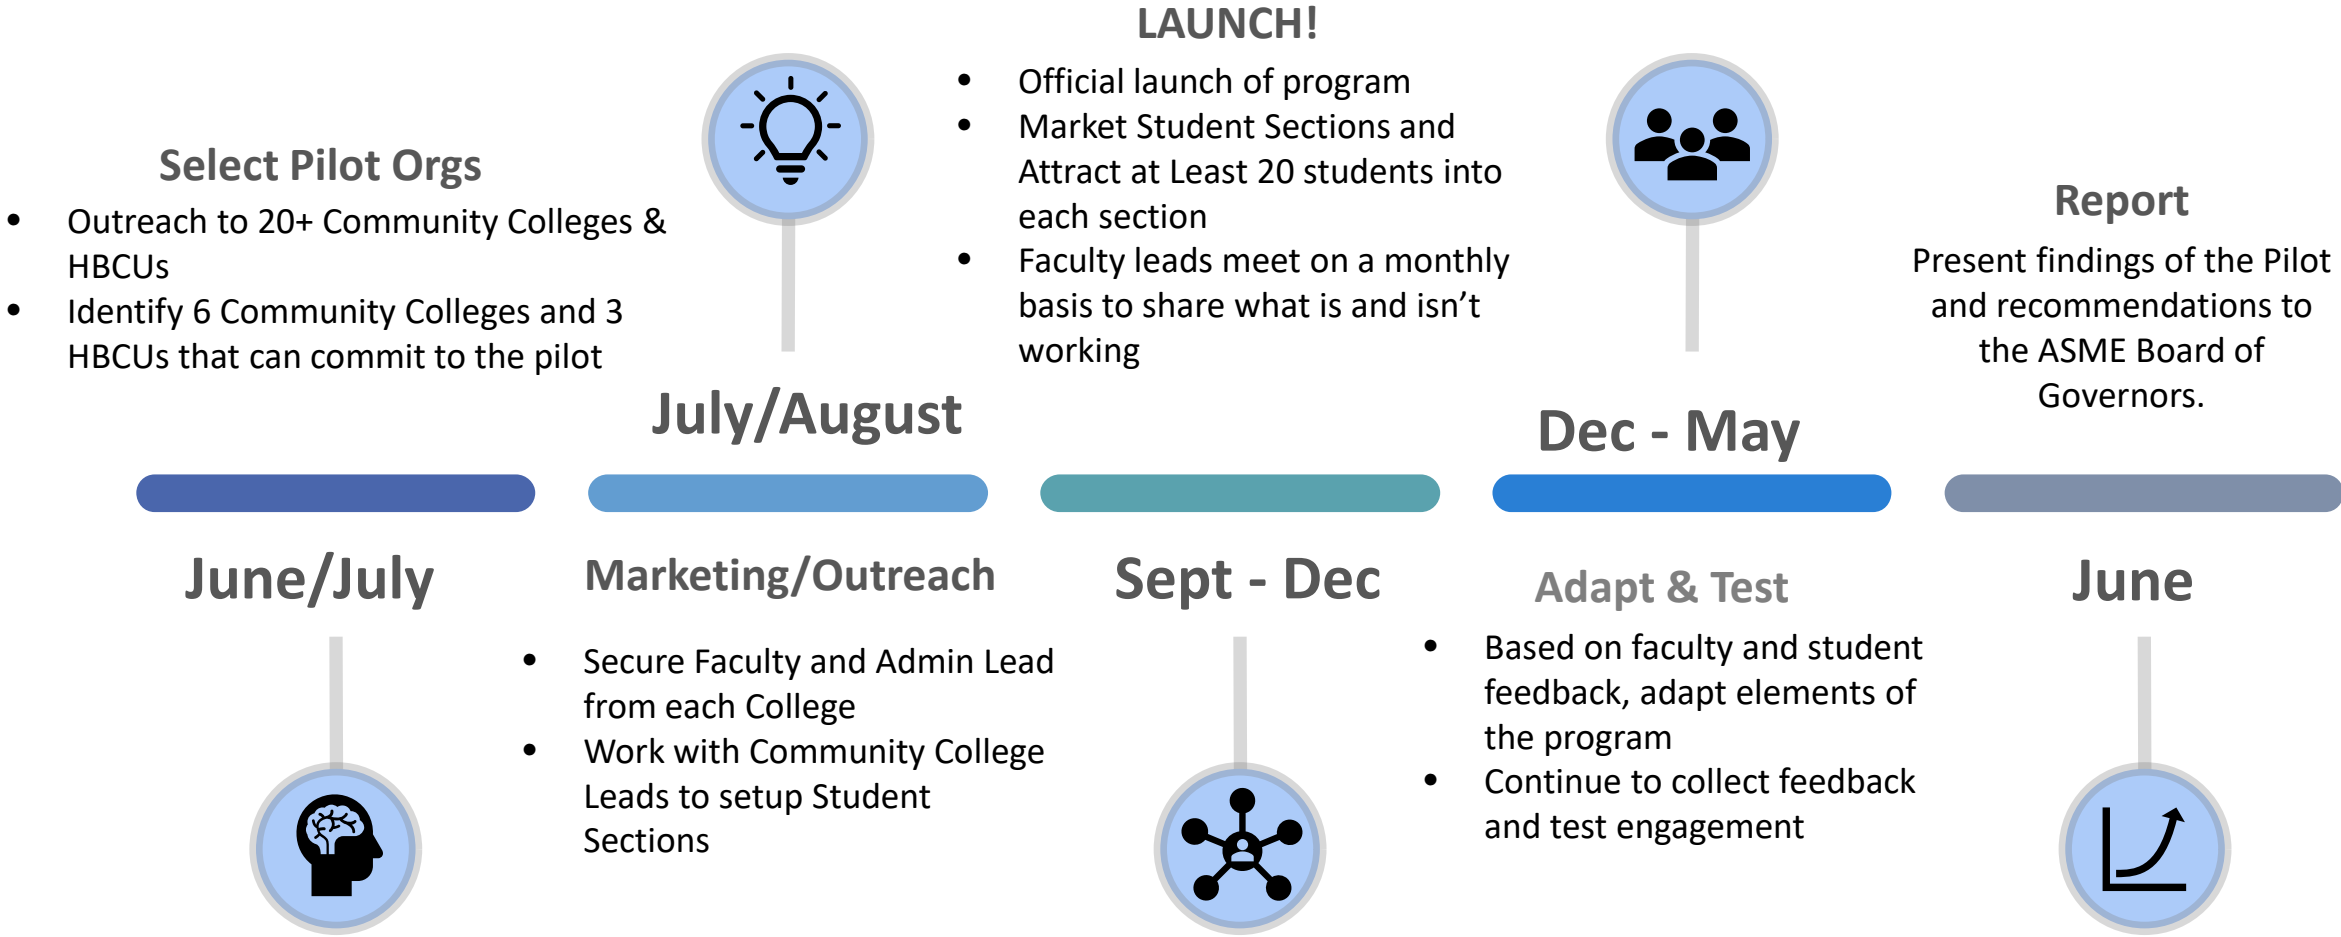 Select Pilot Orgs
• Outreach to 20+ Community Colleges &
HBCUs
• Identify 6 Community Colleges and 3
HBCUs that can commit to the pilot
June/July
July/August
Marketing/Outreach
• Secure Faculty and Admin Lead
from each College
• Work with Community College
Leads to setup Student
Sections
LAUNCH!
• Official launch of program
• Market Student Sections and
Attract at Least 20 students into
each section
• Faculty leads meet on a monthly
basis to share what is and isn’t
working
Sept - Dec
Dec - May
Adapt & Test
• Based on faculty and student
feedback, adapt elements of
the program
• Continue to collect feedback
and test engagement
Report
Present findings of the Pilot
and recommendations to
the ASME Board of
Governors.
June